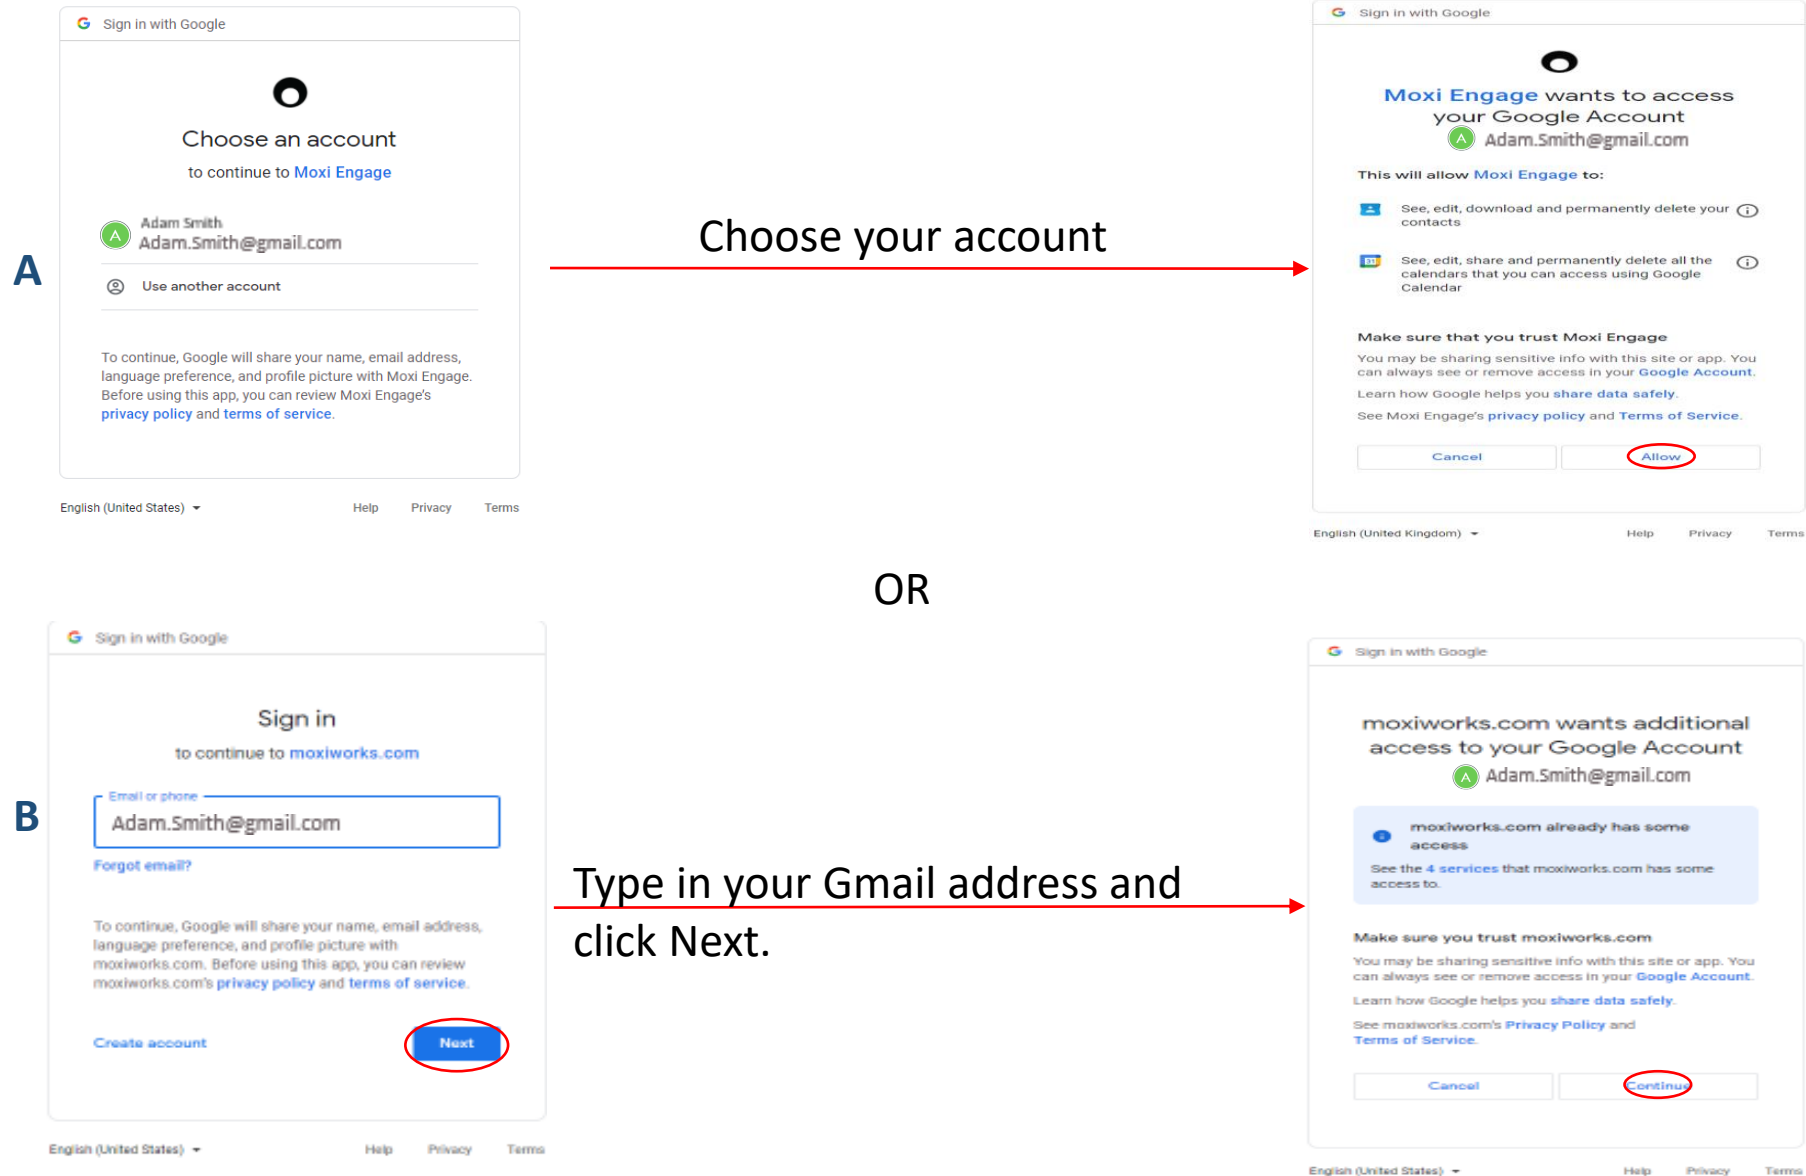 Sign in with Google
Choose an account
to continue to Moxi Engage
A
Adam Smith
Adam.Smith@gmail.com
Use another account
To continue, Google will share your name, email address,
language preference, and profile picture with Moxi Engage.
Before using this app, you can review Moxi Engage's
privacy policy and terms of service.
English (United States)
Help Privacy Terms
A
Choose your account
Sign in with Google
Moxi Engage wants to access
your Google Account
A Adam.Smith@gmail.com
This will allow Moxi Engage to:
See, edit, download and permanently delete your
contacts
31
See, edit, share and permanently delete all the
calendars that you can access using Google
Calendar
Make sure that you trust Moxi Engage
You may be sharing sensitive info with this site or app. You
can always see or remove access in your Google Account.
Learn how Google helps you share data safely.
See Moxi Engage's privacy policy and Terms of Service.
Cancel Allow
English (United Kingdom)
Help Privacy Terms
OR
B
Sign in with Google
Sign in
to continue to moxiworks.com
Email or phone
Adam.Smith@gmail.com
Forgot email?
To continue, Google will share your name, email address,
language preference, and profile picture with
moxiworks.com. Before using this app, you can review
moxiworks.com's privacy policy and terms of service.
Create account Next
English (United States)
Help Privacy Terms
Type in your Gmail address and
click Next.
Sign in with Google
moxiworks.com wants additional
access to your Google Account
A Adam.Smith@gmail.com
moxiworks.com already has some
access
See the 4 services that moxiworks.com has some
access to.
Make sure you trust moxiworks.com
You may be sharing sensitive info with this site or app. You
can always see or remove access in your Google Account.
Learn how Google helps you share data safely.
See moxiworks.com's Privacy Policy and
Terms of Service.
Cancel Continue
English (United States)
Help Privacy Terms